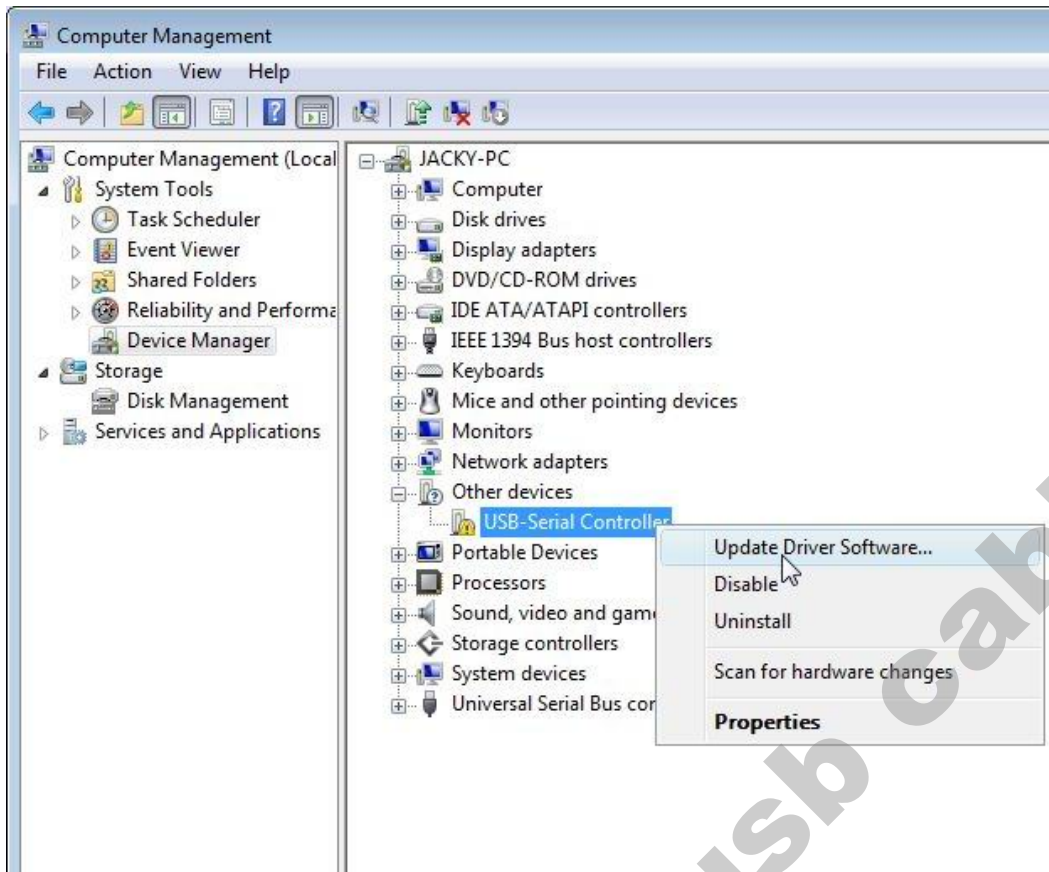 Computer Management
File Action View Help
Computer Management (Local
System Tools
Task Scheduler
Event Viewer
Shared Folders
Reliability and Performa
Device Manager
Storage
Disk Management
Services and Applications
JACKY-PC
Computer
Disk drives
Display adapters
DVD/CD-ROM drives
IDE ATA/ATAPI controllers
IEEE 1394 Bus host controllers
Keyboards
Mice and other pointing devices
Monitors
Network adapters
Other devices
USB-Serial Controller
Portable Devices
Processors
Sound, video and gam
Storage controllers
System devices
Universal Serial Bus con
Update Driver Software...
Disable
Uninstall
Scan for hardware changes
Properties
usb cab